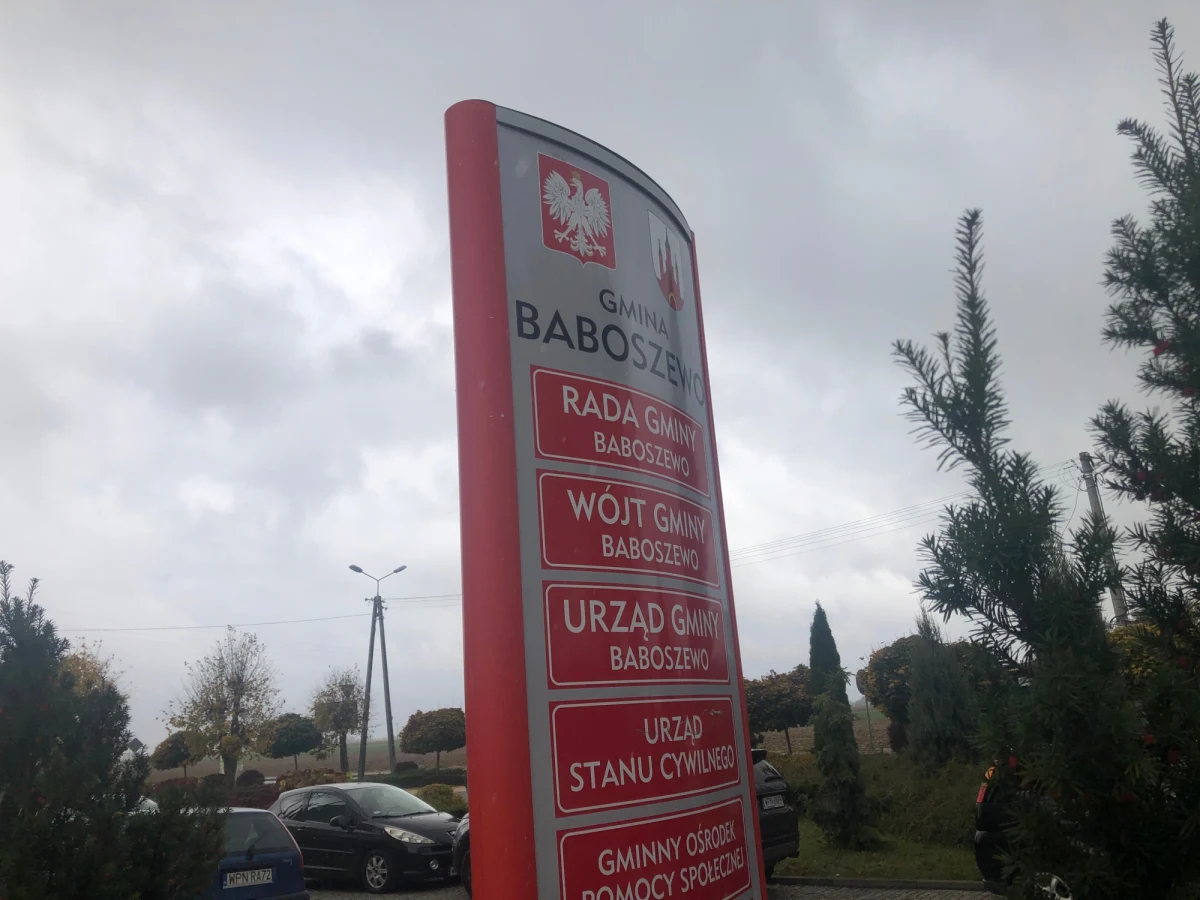 GMINA
BABOSZEWO
RADA GMINY
BABOSZEWO
WÓJT GMINY
BABOSZEWO
URZĄD GMINY
BABOSZEWO
URZĄD
STANU CYWILNEGO
GMINNY OŚRODEK
POMOCY SPOŁECZNEJ
WPN RA72